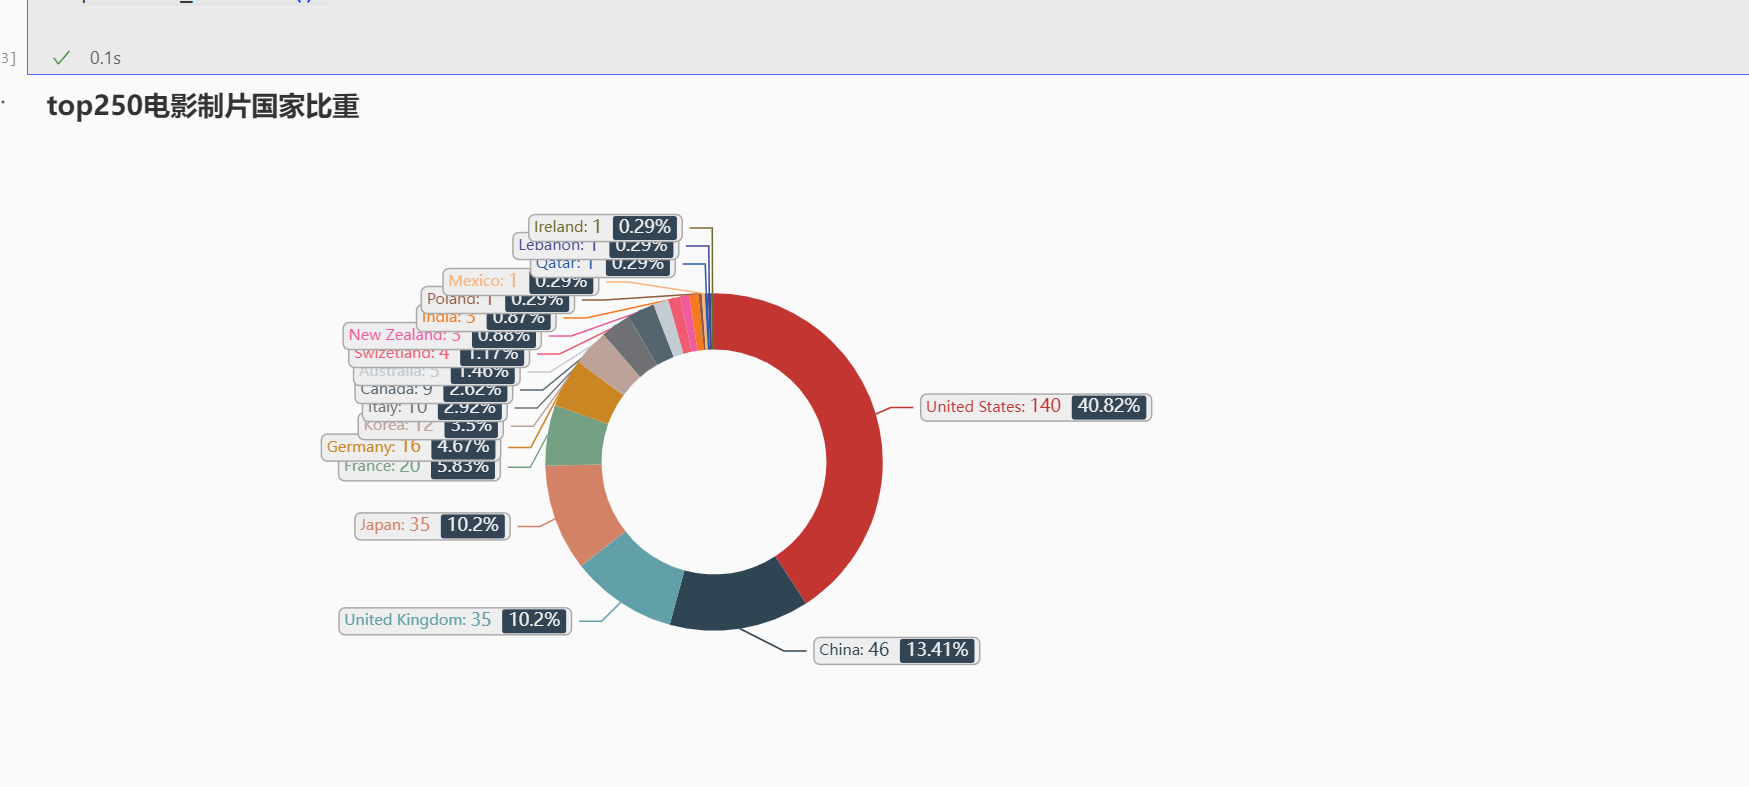 3]
0.1s
top250电影制片国家比重
Ireland: 1 0.29%
Lebanon: 1 0.29%
Qatar: 1 0.29%
Mexico: 1 0.29%
Poland: 1 0.29%
India: 3 0.87%
New Zealand: 3 0.88%
Swizetland: 4 1.17%
Australia: 5 1.46%
Canada: 9 2.62%
Italy: 10 2.92%
United States: 140 40.82%
Korea: 12 3.5%
Germany: 16 4.67%
France: 20 5.83%
Japan: 35 10.2%
United Kingdom: 35 10.2%
China: 46 13.41%